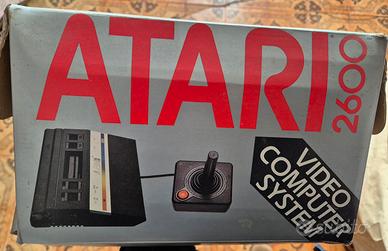 ATARI
2600
VIDEO
COMPUTER
SYSTEM